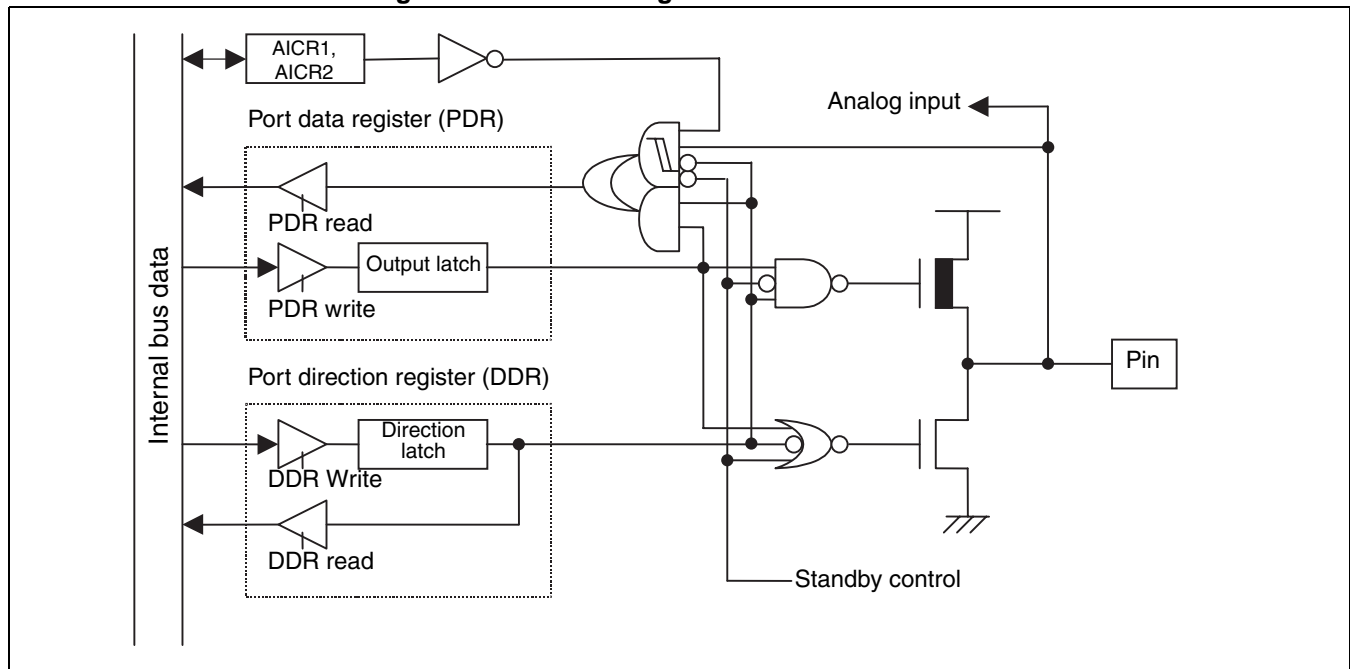 AICR1,
AICR2
Analog input
Port data register (PDR)
PDR read
Output latch
PDR write
Internal bus data
Pin
Port direction register (DDR)
Direction
latch
DDR Write
DDR read
Standby control